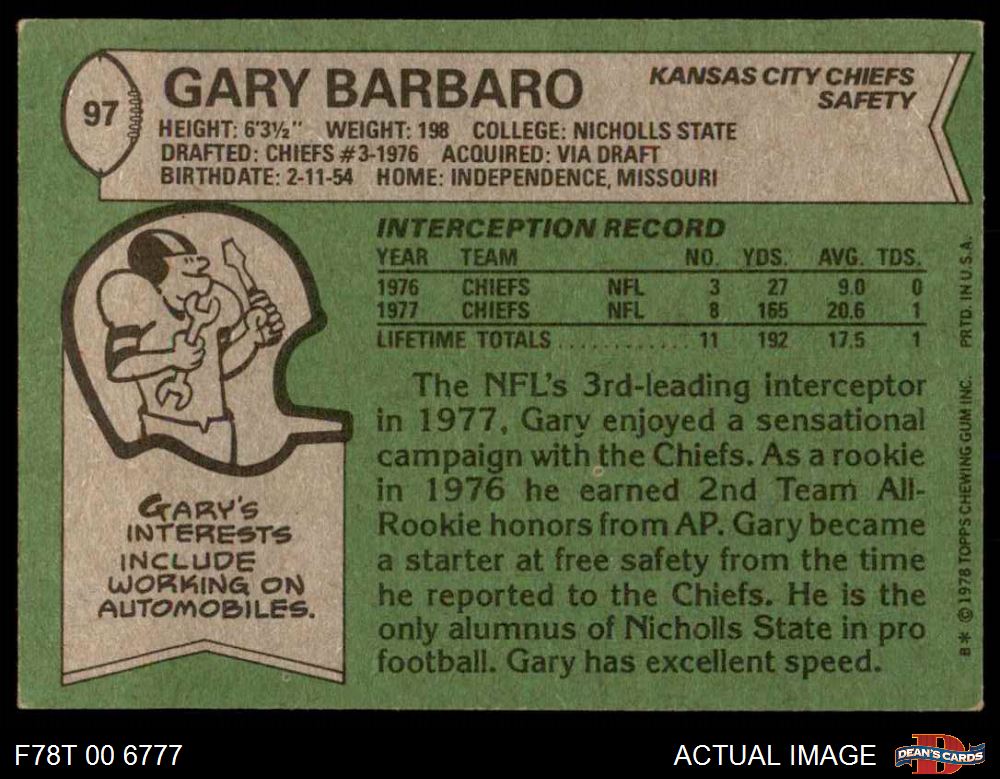 97
GARY BARBARO
KANSAS CITY CHIEFS
SAFETY
HEIGHT: 6'3½" WEIGHT: 198 COLLEGE: NICHOLLS STATE
DRAFTED: CHIEFS #3-1976 ACQUIRED: VIA DRAFT
BIRTHDATE: 2-11-54 HOME: INDEPENDENCE, MISSOURI
INTERCEPTION RECORD
YEAR TEAM NO. YDS. AVG. TDS.
1976 CHIEFS NFL 3 27 9.0 0
1977 CHIEFS NFL 8 165 20.6 1
LIFETIME TOTALS ............ 11 192 17.5 1
The NFL's 3rd-leading interceptor
in 1977, Gary enjoyed a sensational
campaign with the Chiefs. As a rookie
in 1976 he earned 2nd Team All-
Rookie honors from AP. Gary became
a starter at free safety from the time
he reported to the Chiefs. He is the
only alumnus of Nicholls State in pro
football. Gary has excellent speed.
GARY'S
INTERESTS
INCLUDE
WORKING ON
AUTOMOBILES.
B* © 1978 TOPPS CHEWING GUM INC. PRTD. IN U.S.A.
F78T 00 6777
ACTUAL IMAGE
D
DEAN'S CARDS